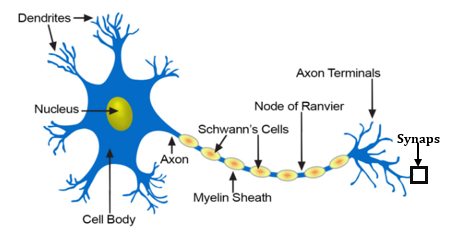 Dendrites
Axon Terminals
Nucleus
Node of Ranvier
Schwann's Cells
Synaps
Axon
Myelin Sheath
Cell Body